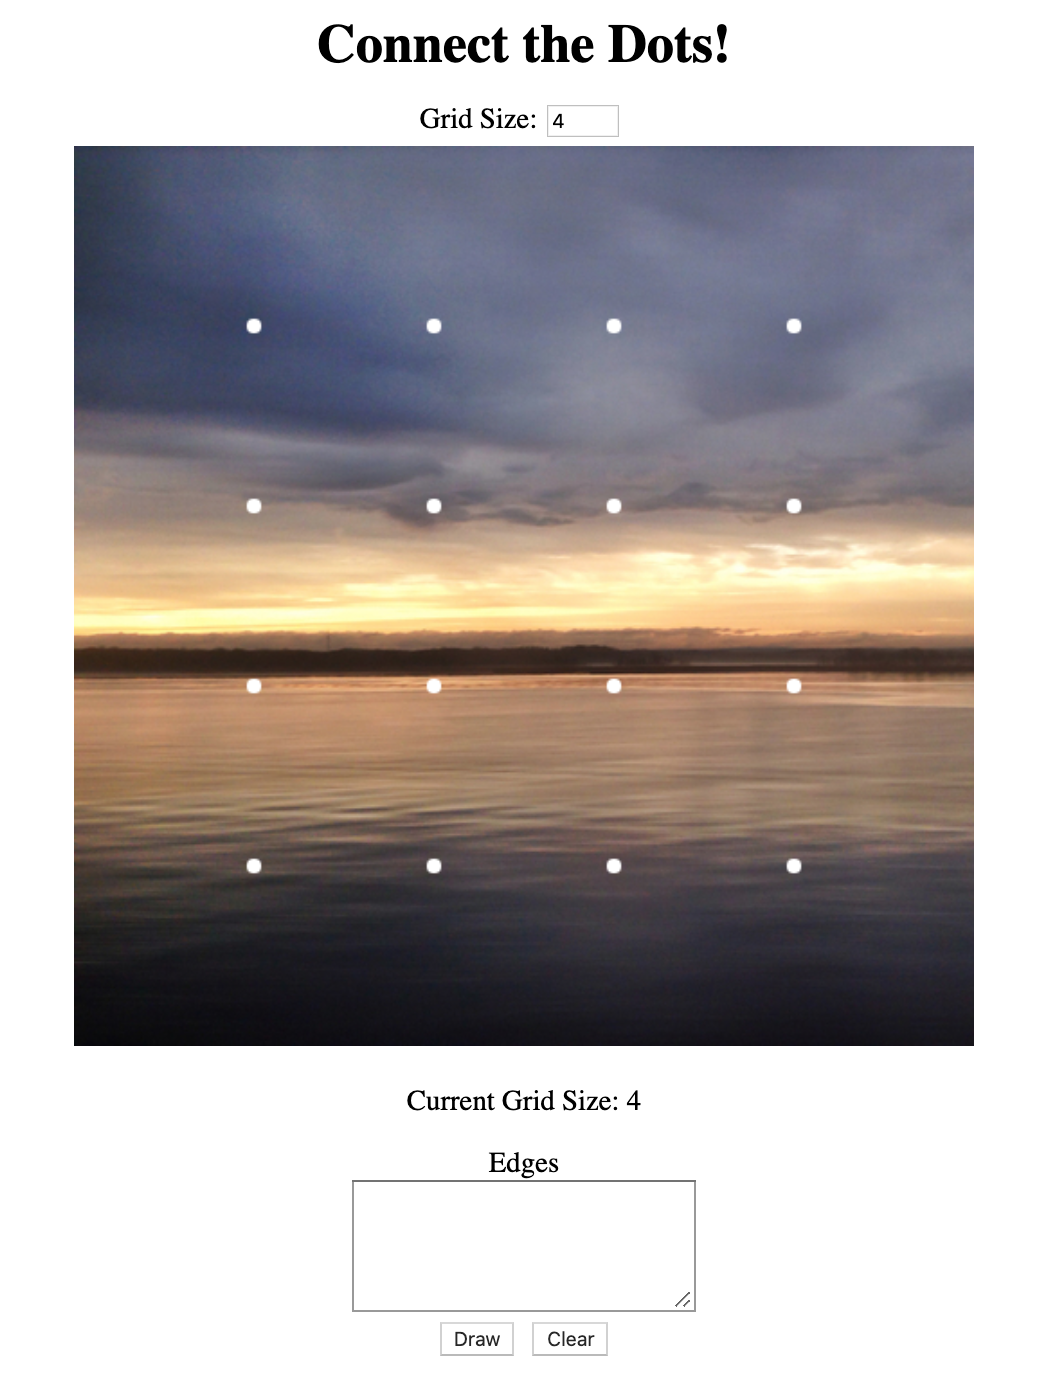 Connect the Dots!
Grid Size: 4
Current Grid Size: 4
Edges
Draw Clear